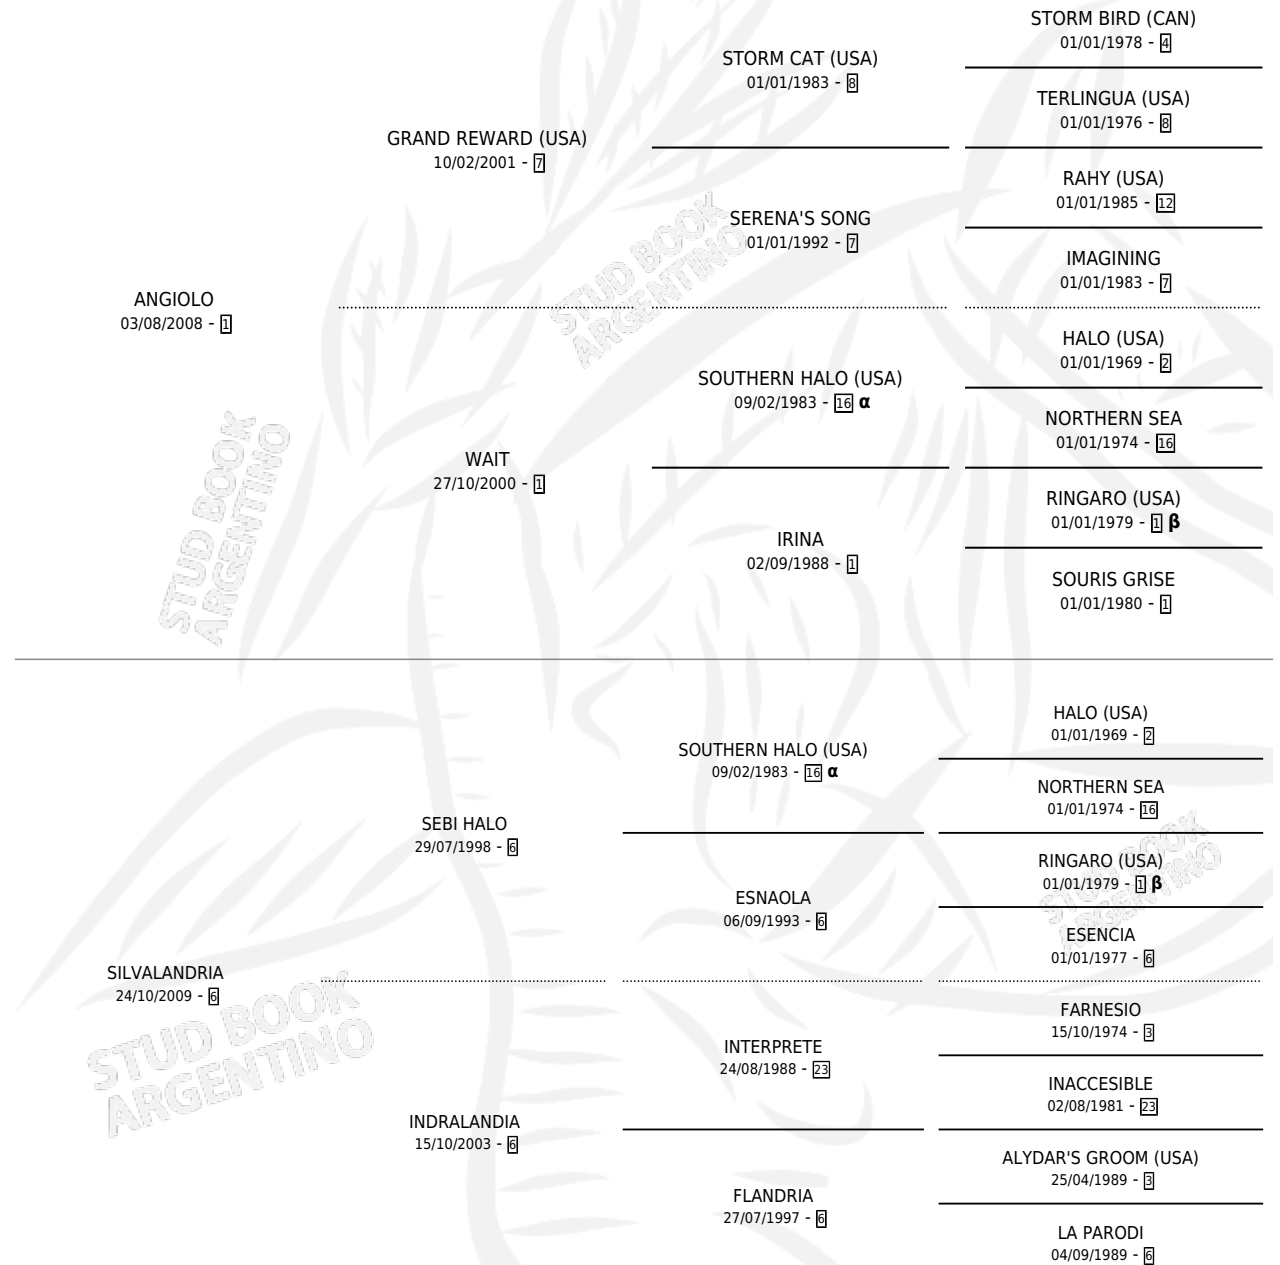 STORM BIRD (CAN)
01/01/1978 - 4
STORM CAT (USA)
01/01/1983 - 8
TERLINGUA (USA)
01/01/1976 - 8
GRAND REWARD (USA)
10/02/2001 - 7
RAHY (USA)
01/01/1985 - 12
SERENA'S SONG
01/01/1992 - 7
IMAGINING
01/01/1983 - 7
ANGIOLO
03/08/2008 - 1
HALO (USA)
01/01/1969 - 2
SOUTHERN HALO (USA)
09/02/1983 - 16 α
NORTHERN SEA
01/01/1974 - 16
WAIT
27/10/2000 - 1
RINGARO (USA)
01/01/1979 - 1 β
IRINA
02/09/1988 - 1
SOURIS GRISE
01/01/1980 - 1
STUD BOOK
ARGENTINO
STUD BOOK
ARGENTINO
HALO (USA)
01/01/1969 - 2
SOUTHERN HALO (USA)
09/02/1983 - 16 α
NORTHERN SEA
01/01/1974 - 16
SEBI HALO
29/07/1998 - 6
RINGARO (USA)
01/01/1979 - 1 β
ESNAOLA
06/09/1993 - 6
ESENCIA
01/01/1977 - 6
SILVALANDRIA
24/10/2009 - 6
FARNESIO
15/10/1974 - 3
INTERPRETE
24/08/1988 - 23
INACCESIBLE
02/08/1981 - 23
INDRALANDIA
15/10/2003 - 6
ALYDAR'S GROOM (USA)
25/04/1989 - 3
FLANDRIA
27/07/1997 - 6
LA PARODI
04/09/1989 - 6
STUD BOOK
ARGENTINO
STUD BOOK
ARGENTINO